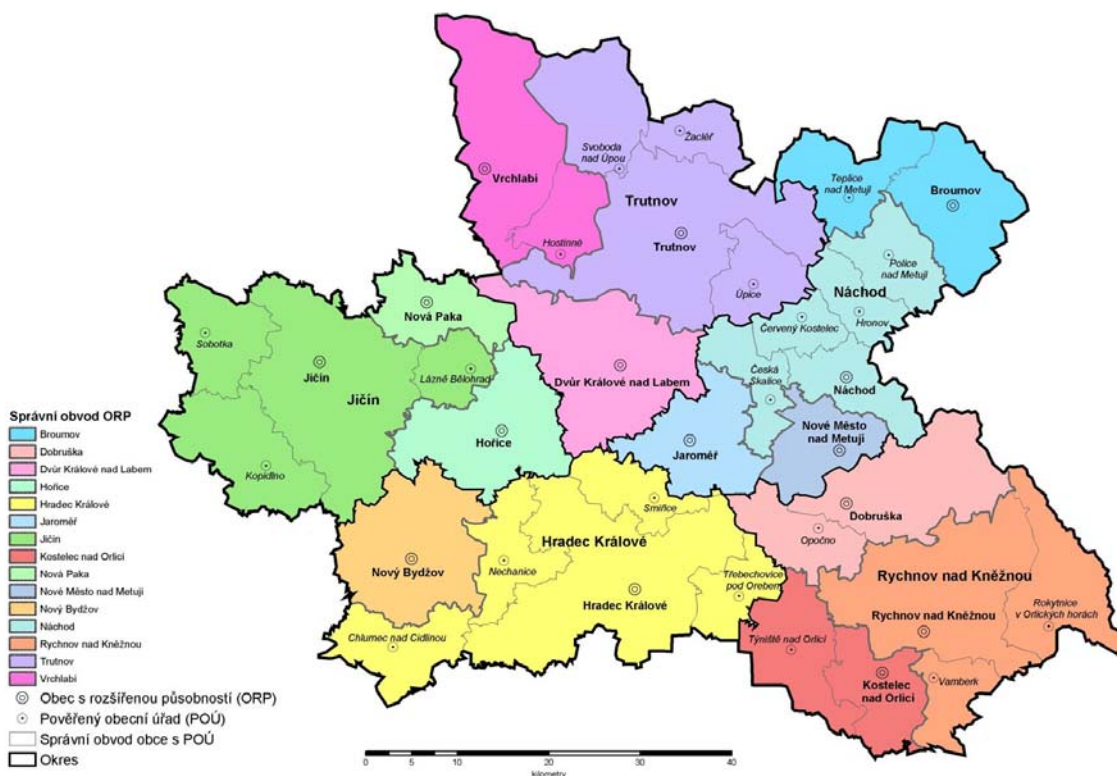 Vrchlabí
Hostinné
Svoboda
nad Úpou
Žacléř
Trutnov
Trutnov
Úpice
Teplice
nad Metují
Broumov
Police
nad Metují
Náchod
Hronov
Červený Kostelec
Česká
Skalice
Náchod
Nové Město
nad Metují
Nová Paka
Sobotka
Jičín
Jičín
Lázně Bělohrad
Kopidlno
Hořice
Dvůr Králové nad Labem
Jaroměř
Smiřice
Hradec Králové
Nechanice
Hradec Králové
Třebechovice
pod Orebem
Nový Bydžov
Chlumec nad Cidlinou
Dobruška
Opočno
Rychnov nad Kněžnou
Rychnov nad Kněžnou
Rokytnice
v Orlických horách
Týniště nad Orlicí
Kostelec
nad Orlicí
Vamberk
Správní obvod ORP
Broumov
Dobruška
Dvůr Králové nad Labem
Hořice
Hradec Králové
Jaroměř
Jičín
Kostelec nad Orlicí
Nová Paka
Nové Město nad Metují
Nový Bydžov
Náchod
Rychnov nad Kněžnou
Trutnov
Vrchlabí
Obec s rozšířenou působností (ORP)
Pověřený obecní úřad (POÚ)
Správní obvod obce s POÚ
Okres
0 5 10 20 30 40
kilometry